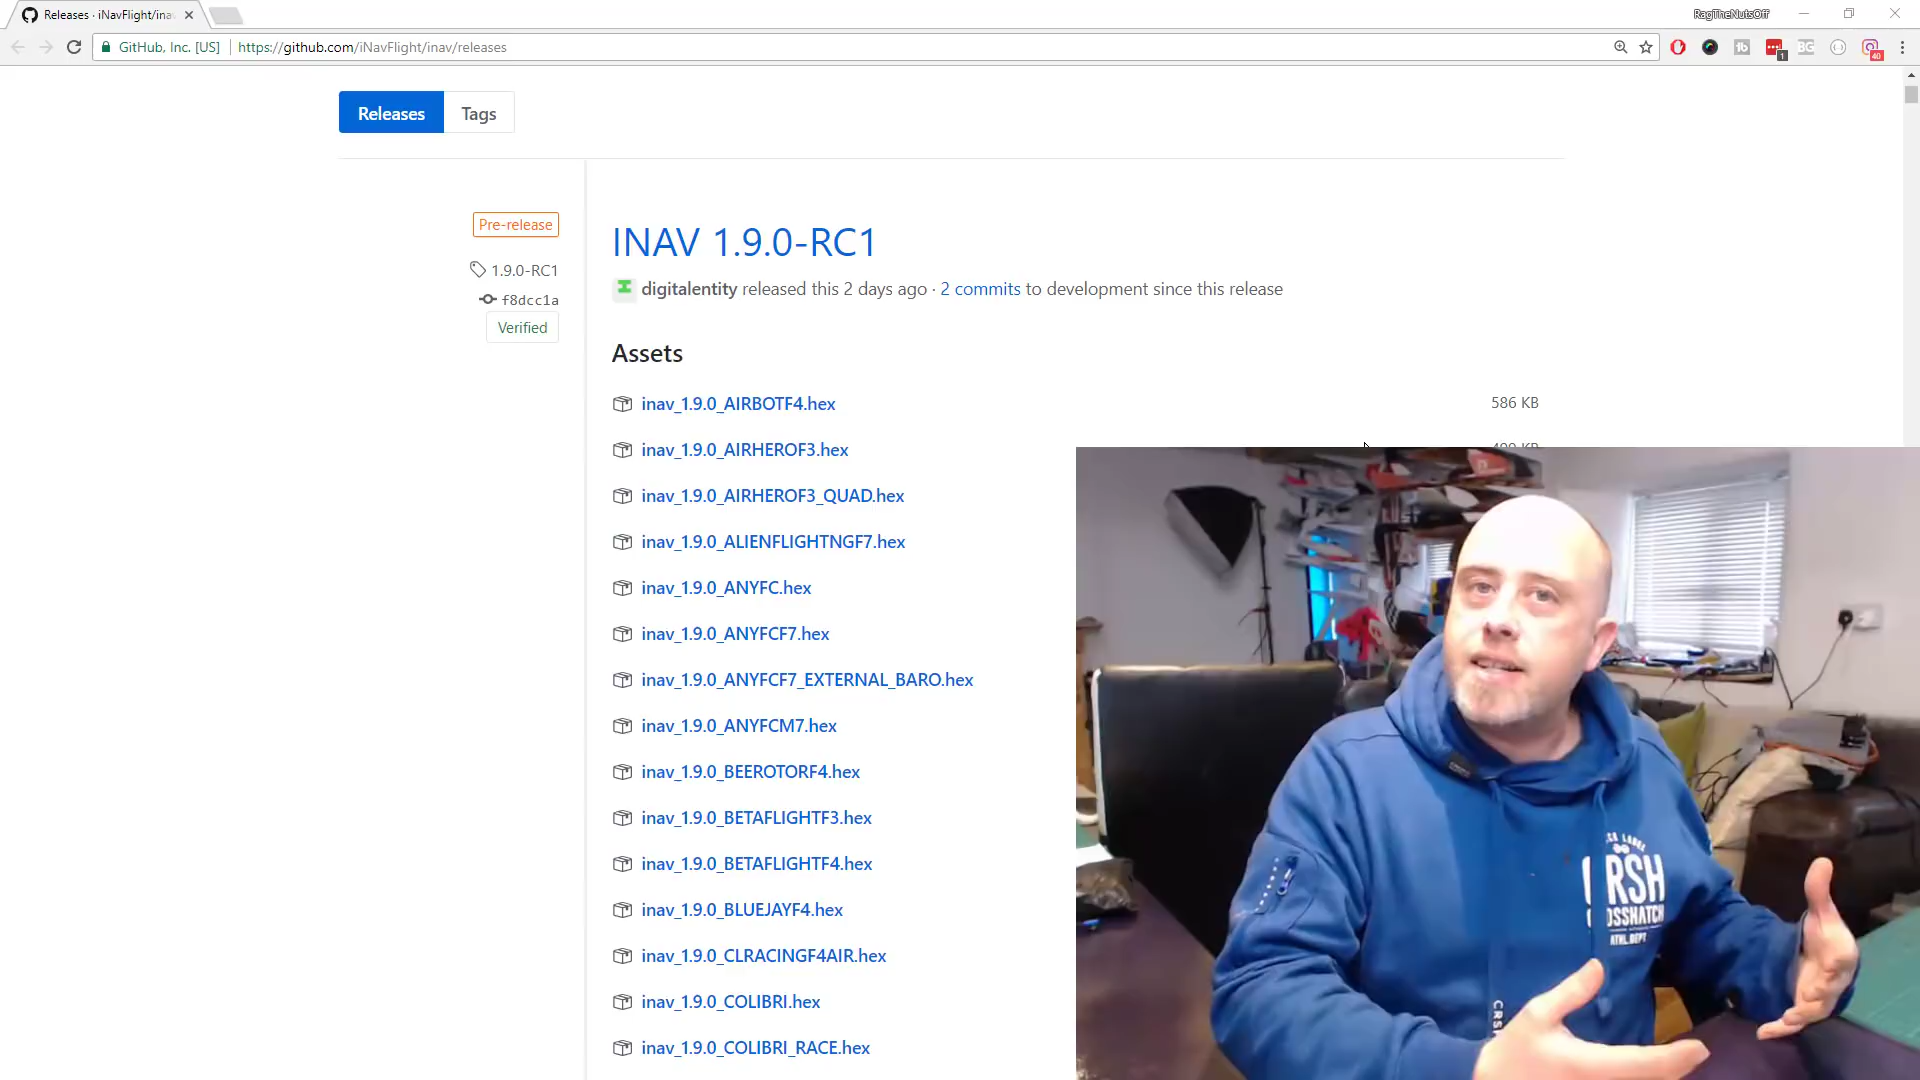 Releases · iNavFlight/ina
RagTheNutsOff
GitHub, Inc. [US]
https://github.com/iNavFlight/inav/releases
1
40
Releases
Tags
Pre-release
1.9.0-RC1
f8dcc1a
Verified
INAV 1.9.0-RC1
digitalentity released this 2 days ago · 2 commits to development since this release
Assets
inav_1.9.0_AIRBOTF4.hex
586 KB
inav_1.9.0_AIRHEROF3.hex
inav_1.9.0_AIRHEROF3_QUAD.hex
inav_1.9.0_ALIENFLIGHTNGF7.hex
inav_1.9.0_ANYFC.hex
inav_1.9.0_ANYFCF7.hex
inav_1.9.0_ANYFCF7_EXTERNAL_BARO.hex
inav_1.9.0_ANYFCM7.hex
inav_1.9.0_BEEROTORF4.hex
inav_1.9.0_BETAFLIGHTF3.hex
inav_1.9.0_BETAFLIGHTF4.hex
inav_1.9.0_BLUEJAYF4.hex
inav_1.9.0_CLRACINGF4AIR.hex
inav_1.9.0_COLIBRI.hex
inav_1.9.0_COLIBRI_RACE.hex
ATHL.DEPT